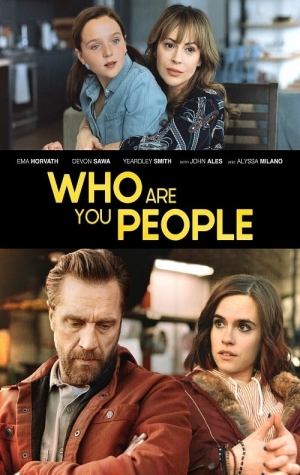 EMA HORVATH DEVON SAWA YEARDLEY SMITH WITH JOHN ALES AND ALYSSA MILANO
WHO ARE
YOU PEOPLE